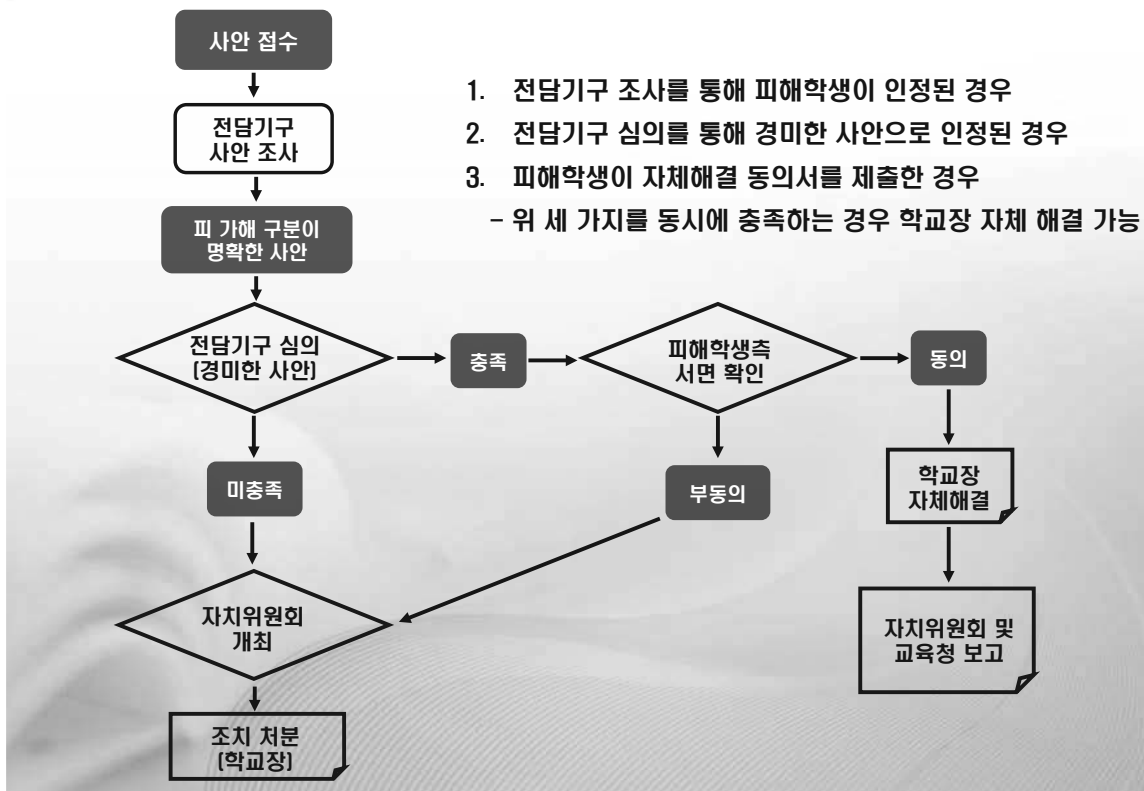 사안 접수
전담기구
사안 조사
피 가해 구분이
명확한 사안
1. 전담기구 조사를 통해 피해학생이 인정된 경우
2. 전담기구 심의를 통해 경미한 사안으로 인정된 경우
3. 피해학생이 자체해결 동의서를 제출한 경우
- 위 세 가지를 동시에 충족하는 경우 학교장 자체 해결 가능
전담기구 심의
(경미한 사안)
충족
피해학생측
서면 확인
동의
미충족
부동의
학교장
자체해결
자치위원회
개최
자치위원회 및
교육청 보고
조치 처분
(학교장)